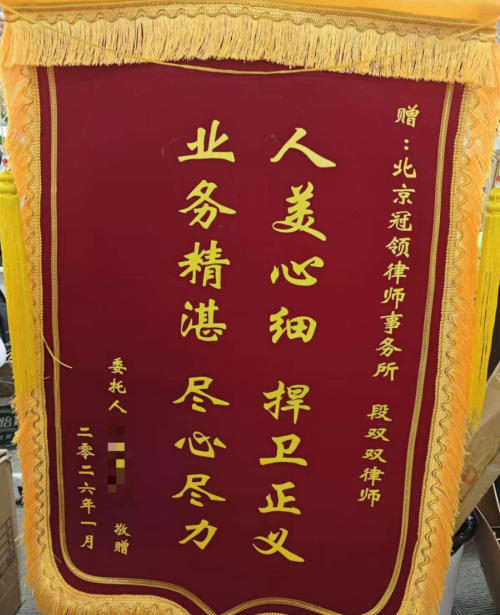 赠：北京冠领律师事务所
段双双律师
人美心细 捍卫正义
业务精湛 尽心尽力
委托人 敬赠
二零二六年一月